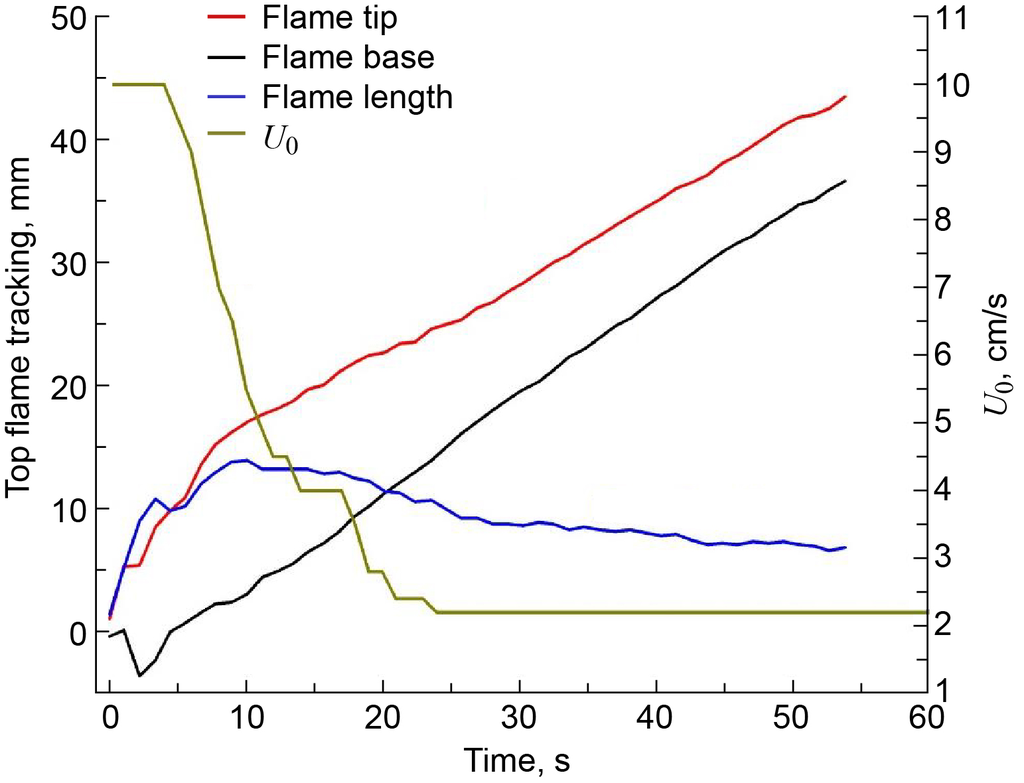 Flame tip
Flame base
Flame length
U₀
Top flame tracking, mm
50
40
30
20
10
0
11
10
9
8
7
6
5
4
3
2
1
U₀, cm/s
0 10 20 30 40 50 60
Time, s